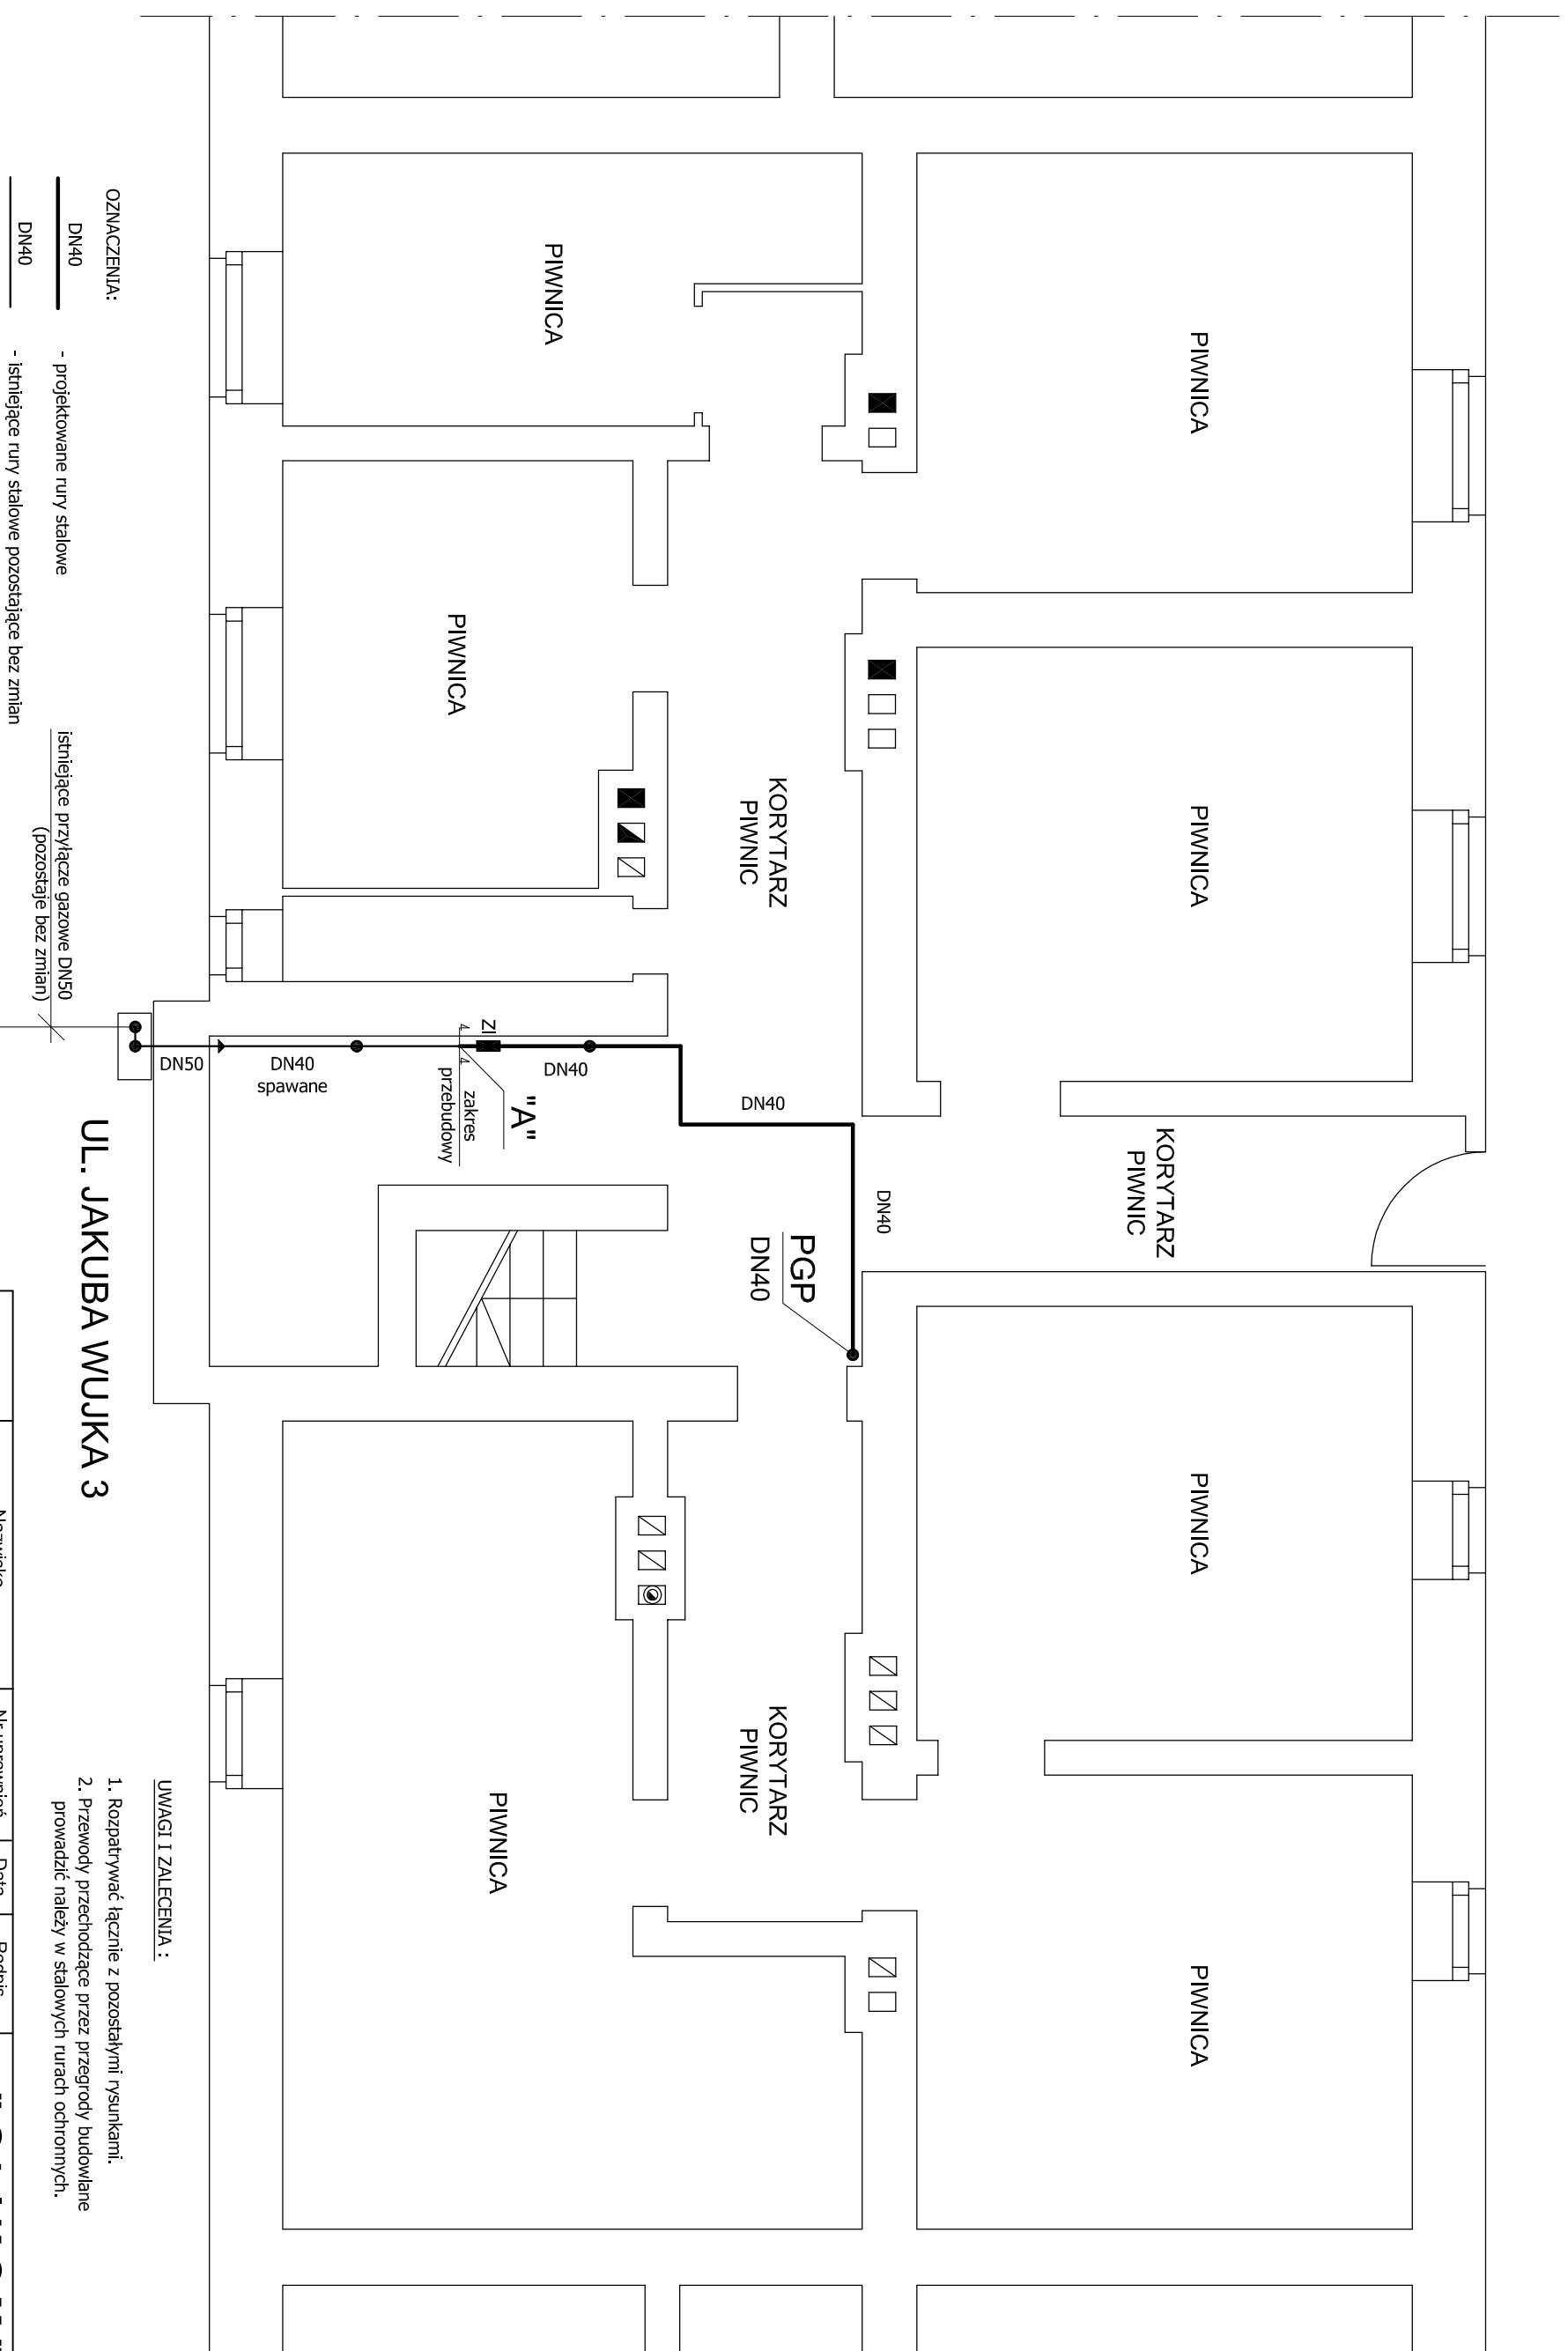 PIWNICA
PIWNICA
PIWNICA
PIWNICA
KORYTARZ
PIWNIC
PIWNICA
PIWNICA
KORYTARZ
PIWNIC
DN40
PGP
DN40
DN40
KORYTARZ
PIWNIC
PIWNICA
PIWNICA
ZI
DN40
"A"
4
4
zakres
przebudowy
DN40
spawane
DN50
OZNACZENIA:
DN40
- projektowane rury stalowe
DN40
- istniejące rury stalowe pozostające bez zmian
istniejące przyłącze gazowe DN50
(pozostaje bez zmian)
UL. JAKUBA WUJKA 3
UWAGI I ZALECENIA :
1. Rozpatrywać łącznie z pozostałymi rysunkami.
2. Przewody przechodzące przez przegrody budowlane
prowadzić należy w stalowych rurach ochronnych.